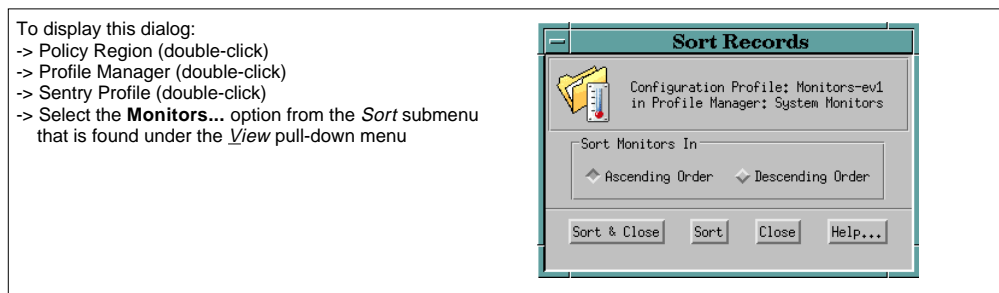 To display this dialog:
-> Policy Region (double-click)
-> Profile Manager (double-click)
-> Sentry Profile (double-click)
-> Select the Monitors... option from the Sort submenu
that is found under the View pull-down menu
Sort Records
Configuration Profile: Monitors-ev1
in Profile Manager: System Monitors
Sort Monitors In
Ascending Order Descending Order
Sort & Close Sort Close Help...